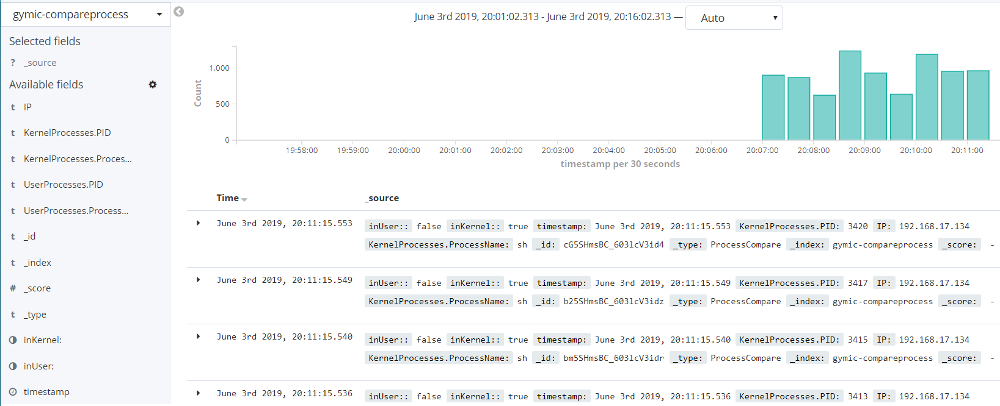 gymic-compareprocess
June 3rd 2019, 20:01:02.313 - June 3rd 2019, 20:16:02.313 —
Auto
Selected fields
? _source
Available fields
t IP
t KernelProcesses.PID
t KernelProcesses.Proces...
t UserProcesses.PID
t UserProcesses.Process...
t _id
t _index
# _score
t _type
inKernel:
inUser:
timestamp
Count
1,000
500
0
19:58:00 19:59:00 20:00:00 20:01:00 20:02:00 20:03:00 20:04:00 20:05:00 20:06:00 20:07:00 20:08:00 20:09:00 20:10:00 20:11:00
timestamp per 30 seconds
Time _source
June 3rd 2019, 20:11:15.553 inUser:: false inKernel:: true timestamp: June 3rd 2019, 20:11:15.553 KernelProcesses.PID: 3420 IP: 192.168.17.134
KernelProcesses.ProcessName: sh _id: cG5SHmsBC_603lcV3id4 _type: ProcessCompare _index: gymic-compareprocess _score: -
June 3rd 2019, 20:11:15.549 inUser:: false inKernel:: true timestamp: June 3rd 2019, 20:11:15.549 KernelProcesses.PID: 3417 IP: 192.168.17.134
KernelProcesses.ProcessName: sh _id: b25SHmsBC_603lcV3idz _type: ProcessCompare _index: gymic-compareprocess _score: -
June 3rd 2019, 20:11:15.540 inUser:: false inKernel:: true timestamp: June 3rd 2019, 20:11:15.540 KernelProcesses.PID: 3415 IP: 192.168.17.134
KernelProcesses.ProcessName: sh _id: bm5SHmsBC_603lcV3idr _type: ProcessCompare _index: gymic-compareprocess _score: -
June 3rd 2019, 20:11:15.536 inUser:: false inKernel:: true timestamp: June 3rd 2019, 20:11:15.536 KernelProcesses.PID: 3413 IP: 192.168.17.134